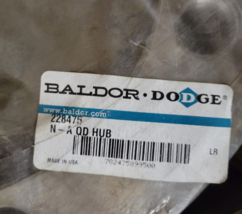 BALDOR · DODGE®
www.baldor.com
228475
N - A QD HUB
LR
MADE IN USA